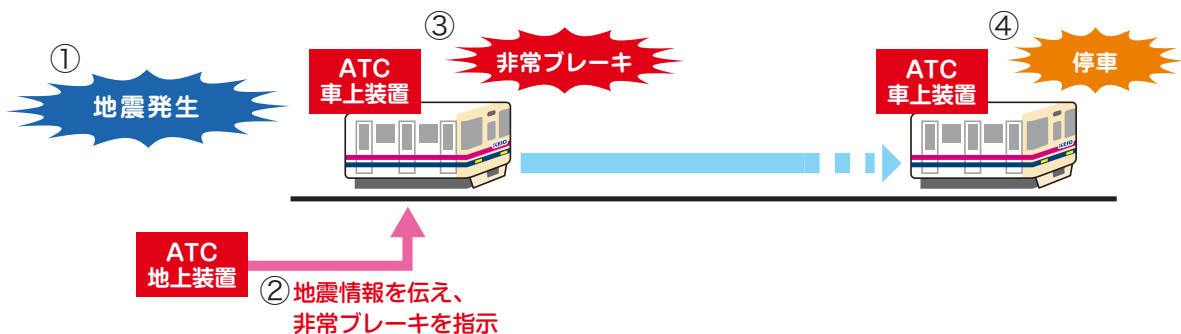 ①
地震発生
ATC
地上装置
②地震情報を伝え、
非常ブレーキを指示
③
ATC
車上装置
非常ブレーキ
KEIO
④
ATC
車上装置
停車
KEIO